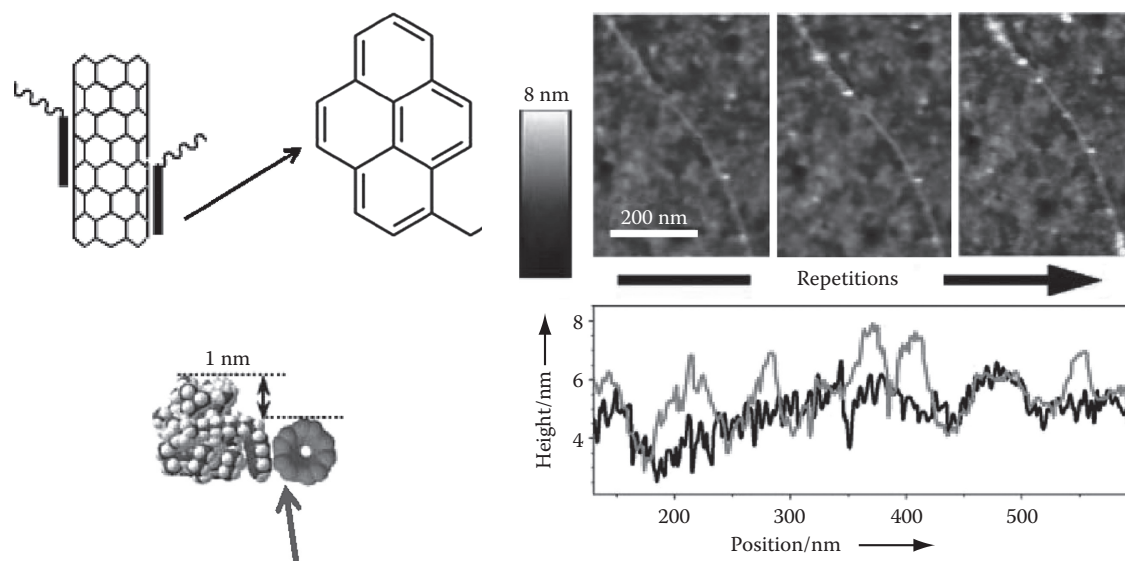 8 nm
200 nm
Repetitions
1 nm
Height/nm
8
6
4
200
300
400
500
Position/nm